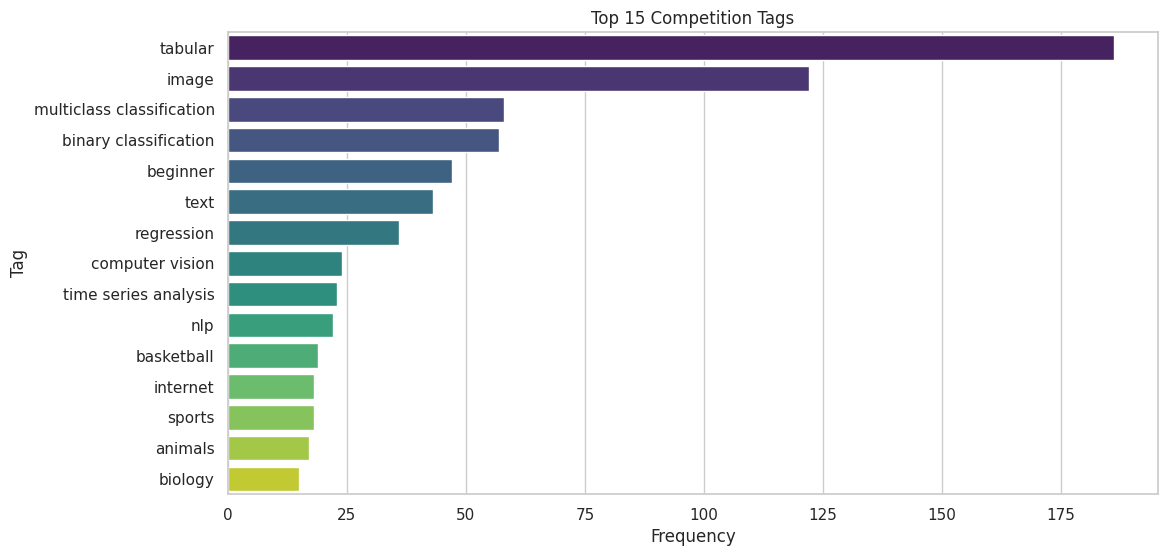 Top 15 Competition Tags
tabular
image
multiclass classification
binary classification
beginner
text
regression
computer vision
time series analysis
nlp
basketball
internet
sports
animals
biology
Tag
0 25 50 75 100 125 150 175
Frequency